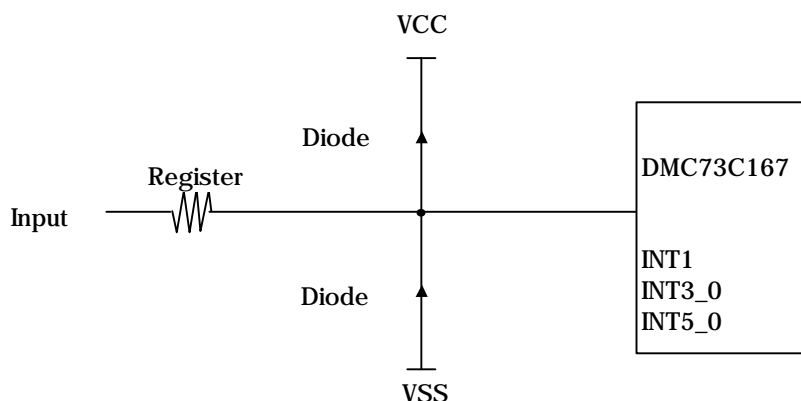 VCC
Diode
Register
DMC73C167
Input
INT1
INT3_0
Diode
INT5_0
VSS